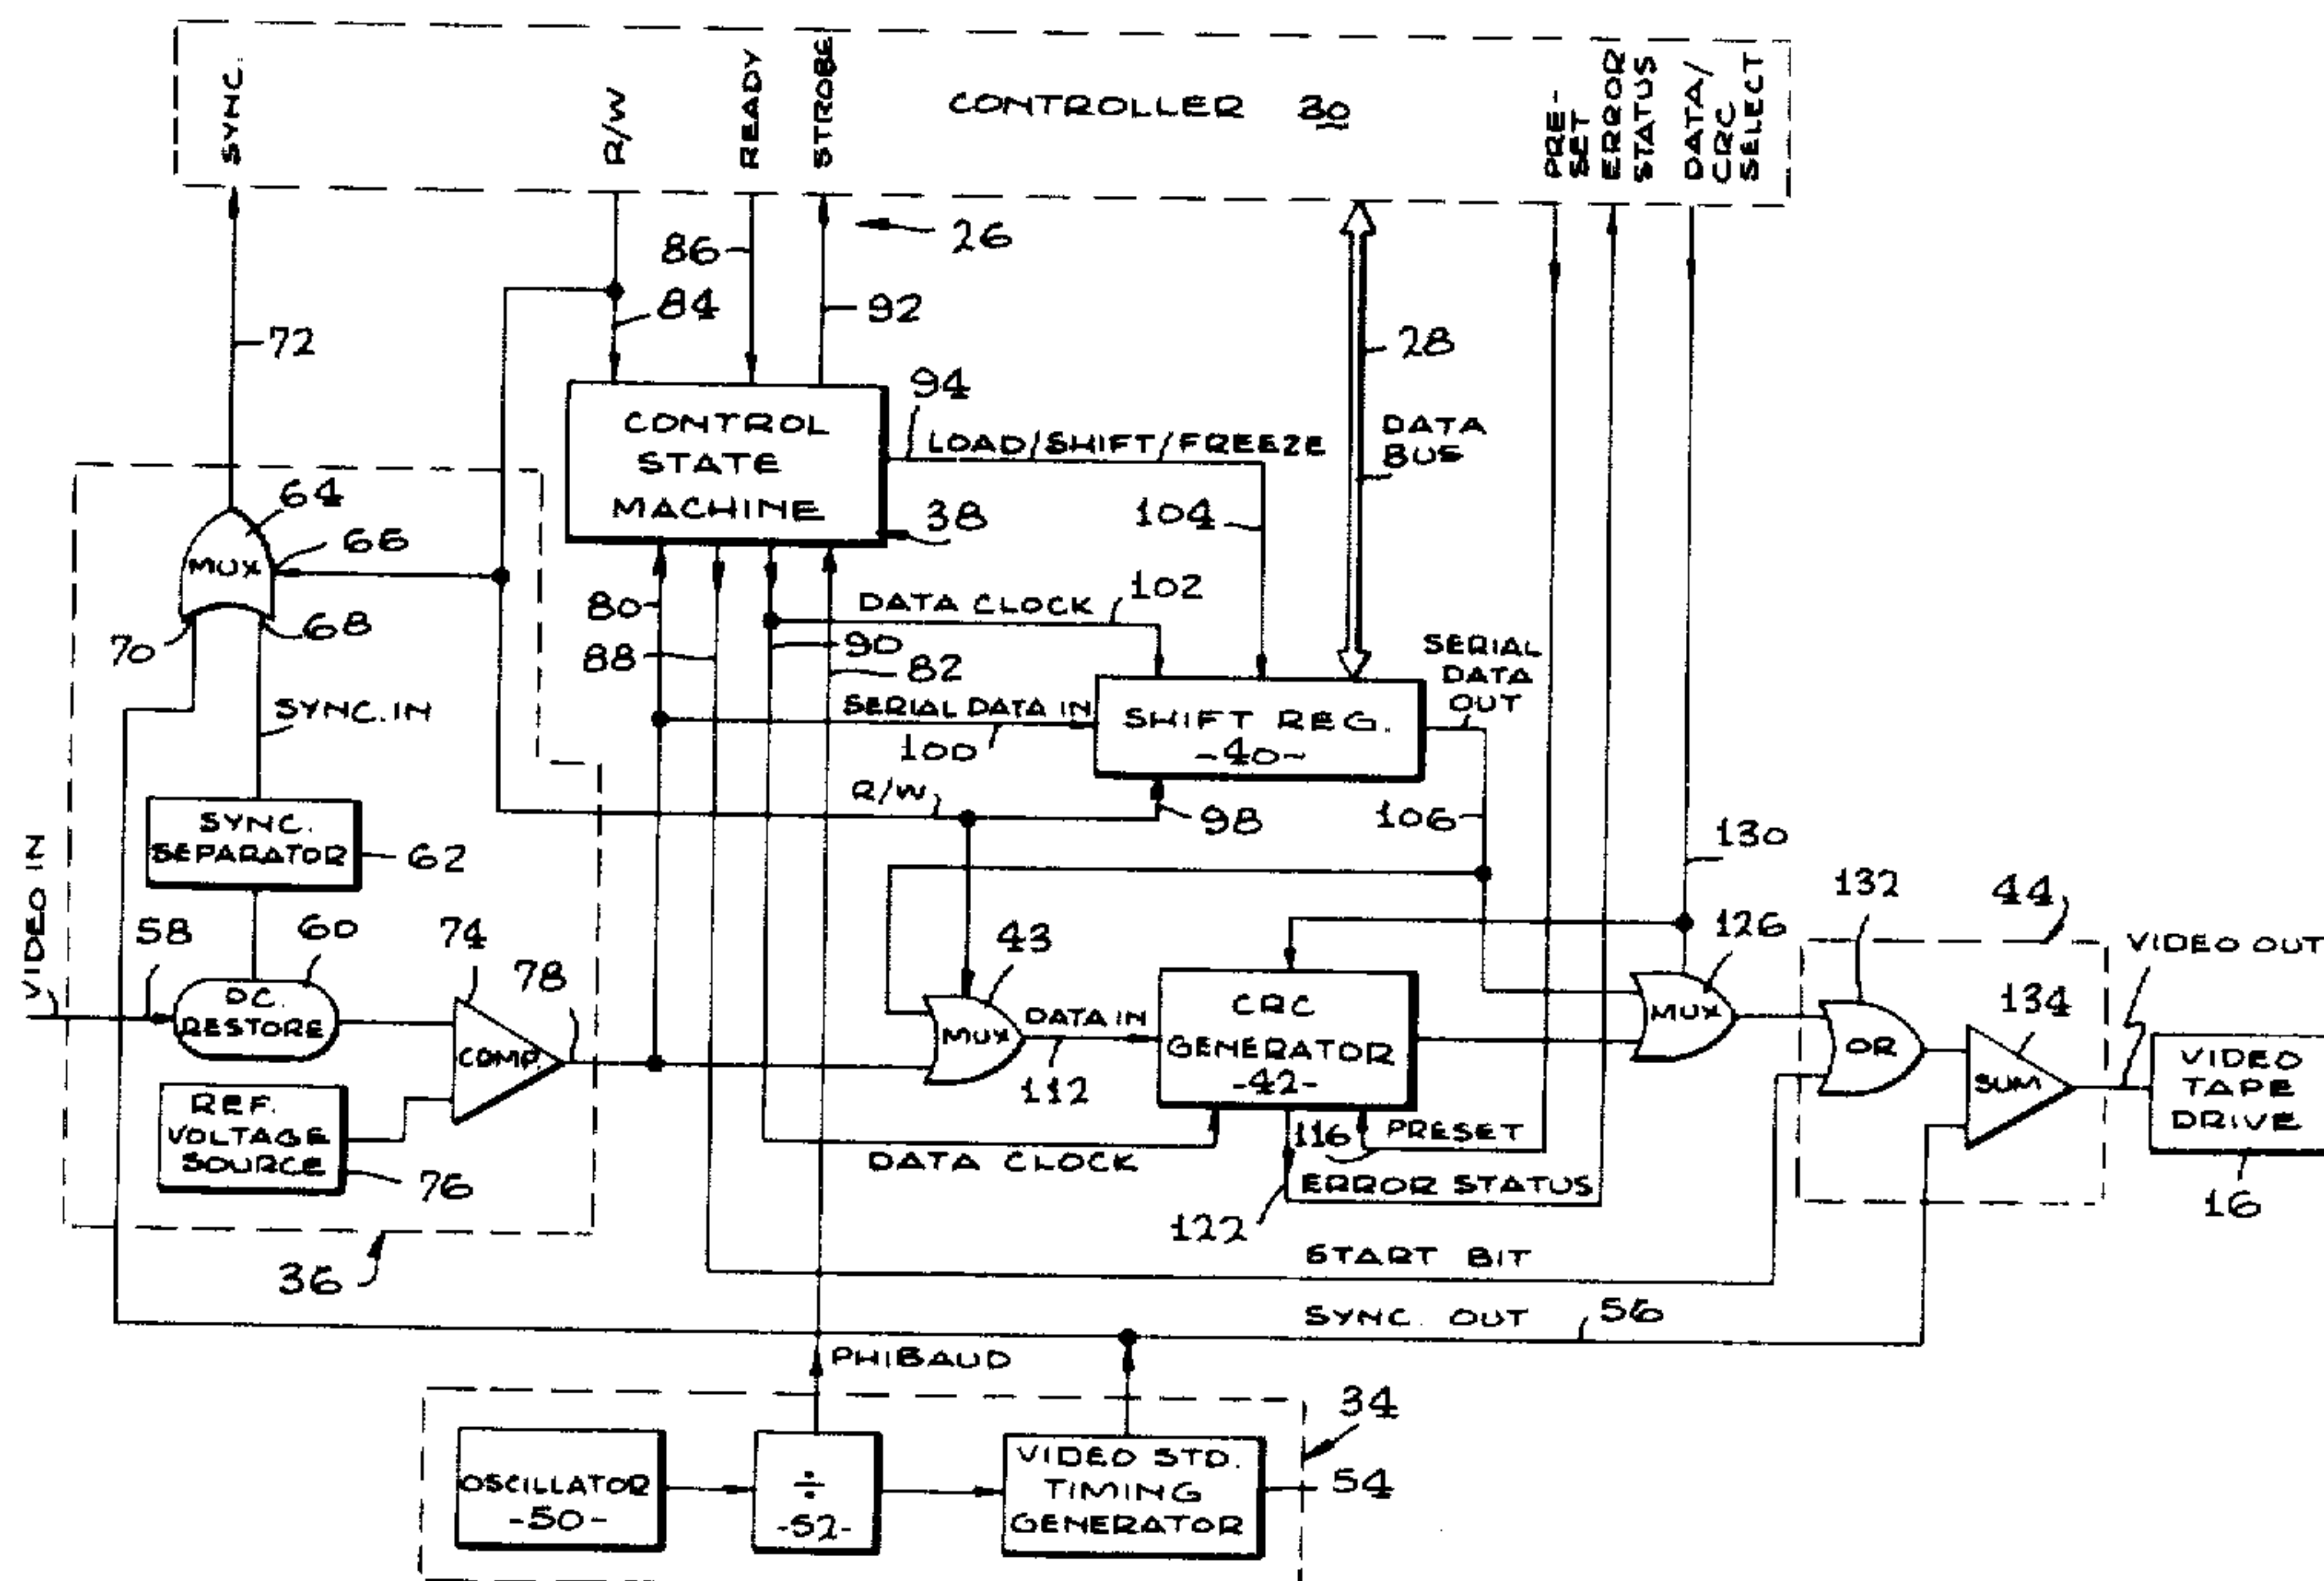 SYNC.
R/W
READY
STROBE
CONTROLLER 30
PRE-
SET
ERROR
STATUS
DATA/
CRC
SELECT
26
86
84
92
72
28
94
LOAD/SHIFT/FREEZE
DATA
BUS
CONTROL
STATE
MACHINE
38
104
64
66
MUX
68
70
80
88
90
82
DATA CLOCK
102
SERIAL
DATA
OUT
SERIAL DATA IN
100
SHIFT REG.
-40-
SYNC. IN
R/W
98
106
130
SYNC.
SEPARATOR
62
VIDEO IN
58
60
74
78
D.C.
RESTORE
COMP.
REF.
VOLTAGE
SOURCE
76
36
43
MUX
DATA IN
112
CRC
GENERATOR
-42-
126
MUX
132
44
VIDEO OUT
OR
134
SUM
VIDEO
TAPE
DRIVE
16
DATA CLOCK
116
PRESET
ERROR STATUS
122
START BIT
SYNC. OUT
56
PHIBAUD
34
OSCILLATOR
-50-
÷
-52-
VIDEO STD.
TIMING
GENERATOR
54